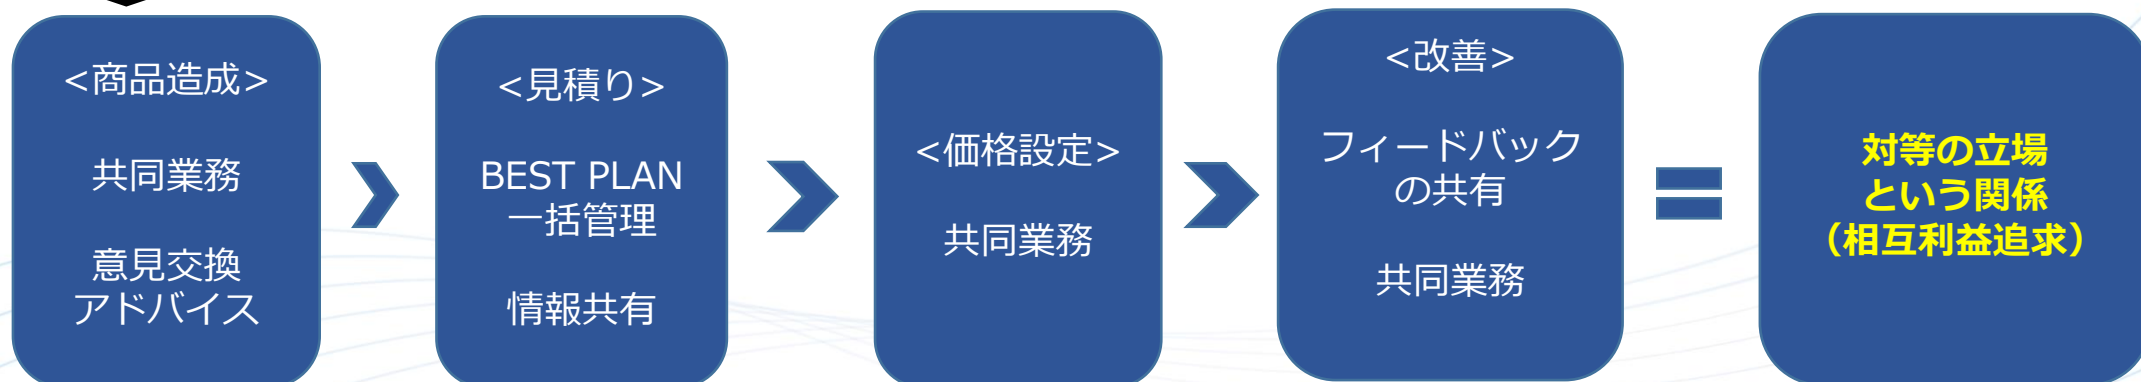 <商品造成>
共同業務
意見交換
アドバイス
<見積り>
BEST PLAN
一括管理
情報共有
<価格設定>
共同業務
<改善>
フィードバック
の共有
共同業務
対等の立場
という関係
（相互利益追求）